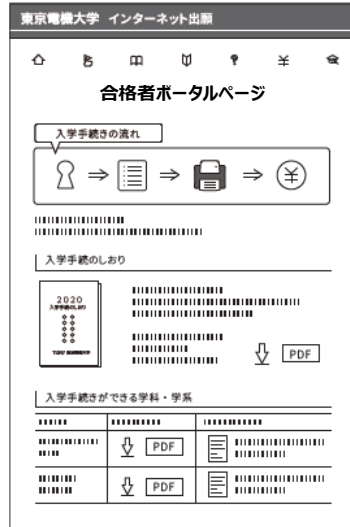 東京電機大学 インターネット出願
¥
合格者ポータルページ
入学手続きの流れ
¥
入学手続のしおり
2020
入学手続のしおり
PDF
入学手続きができる学科・学系
PDF
PDF